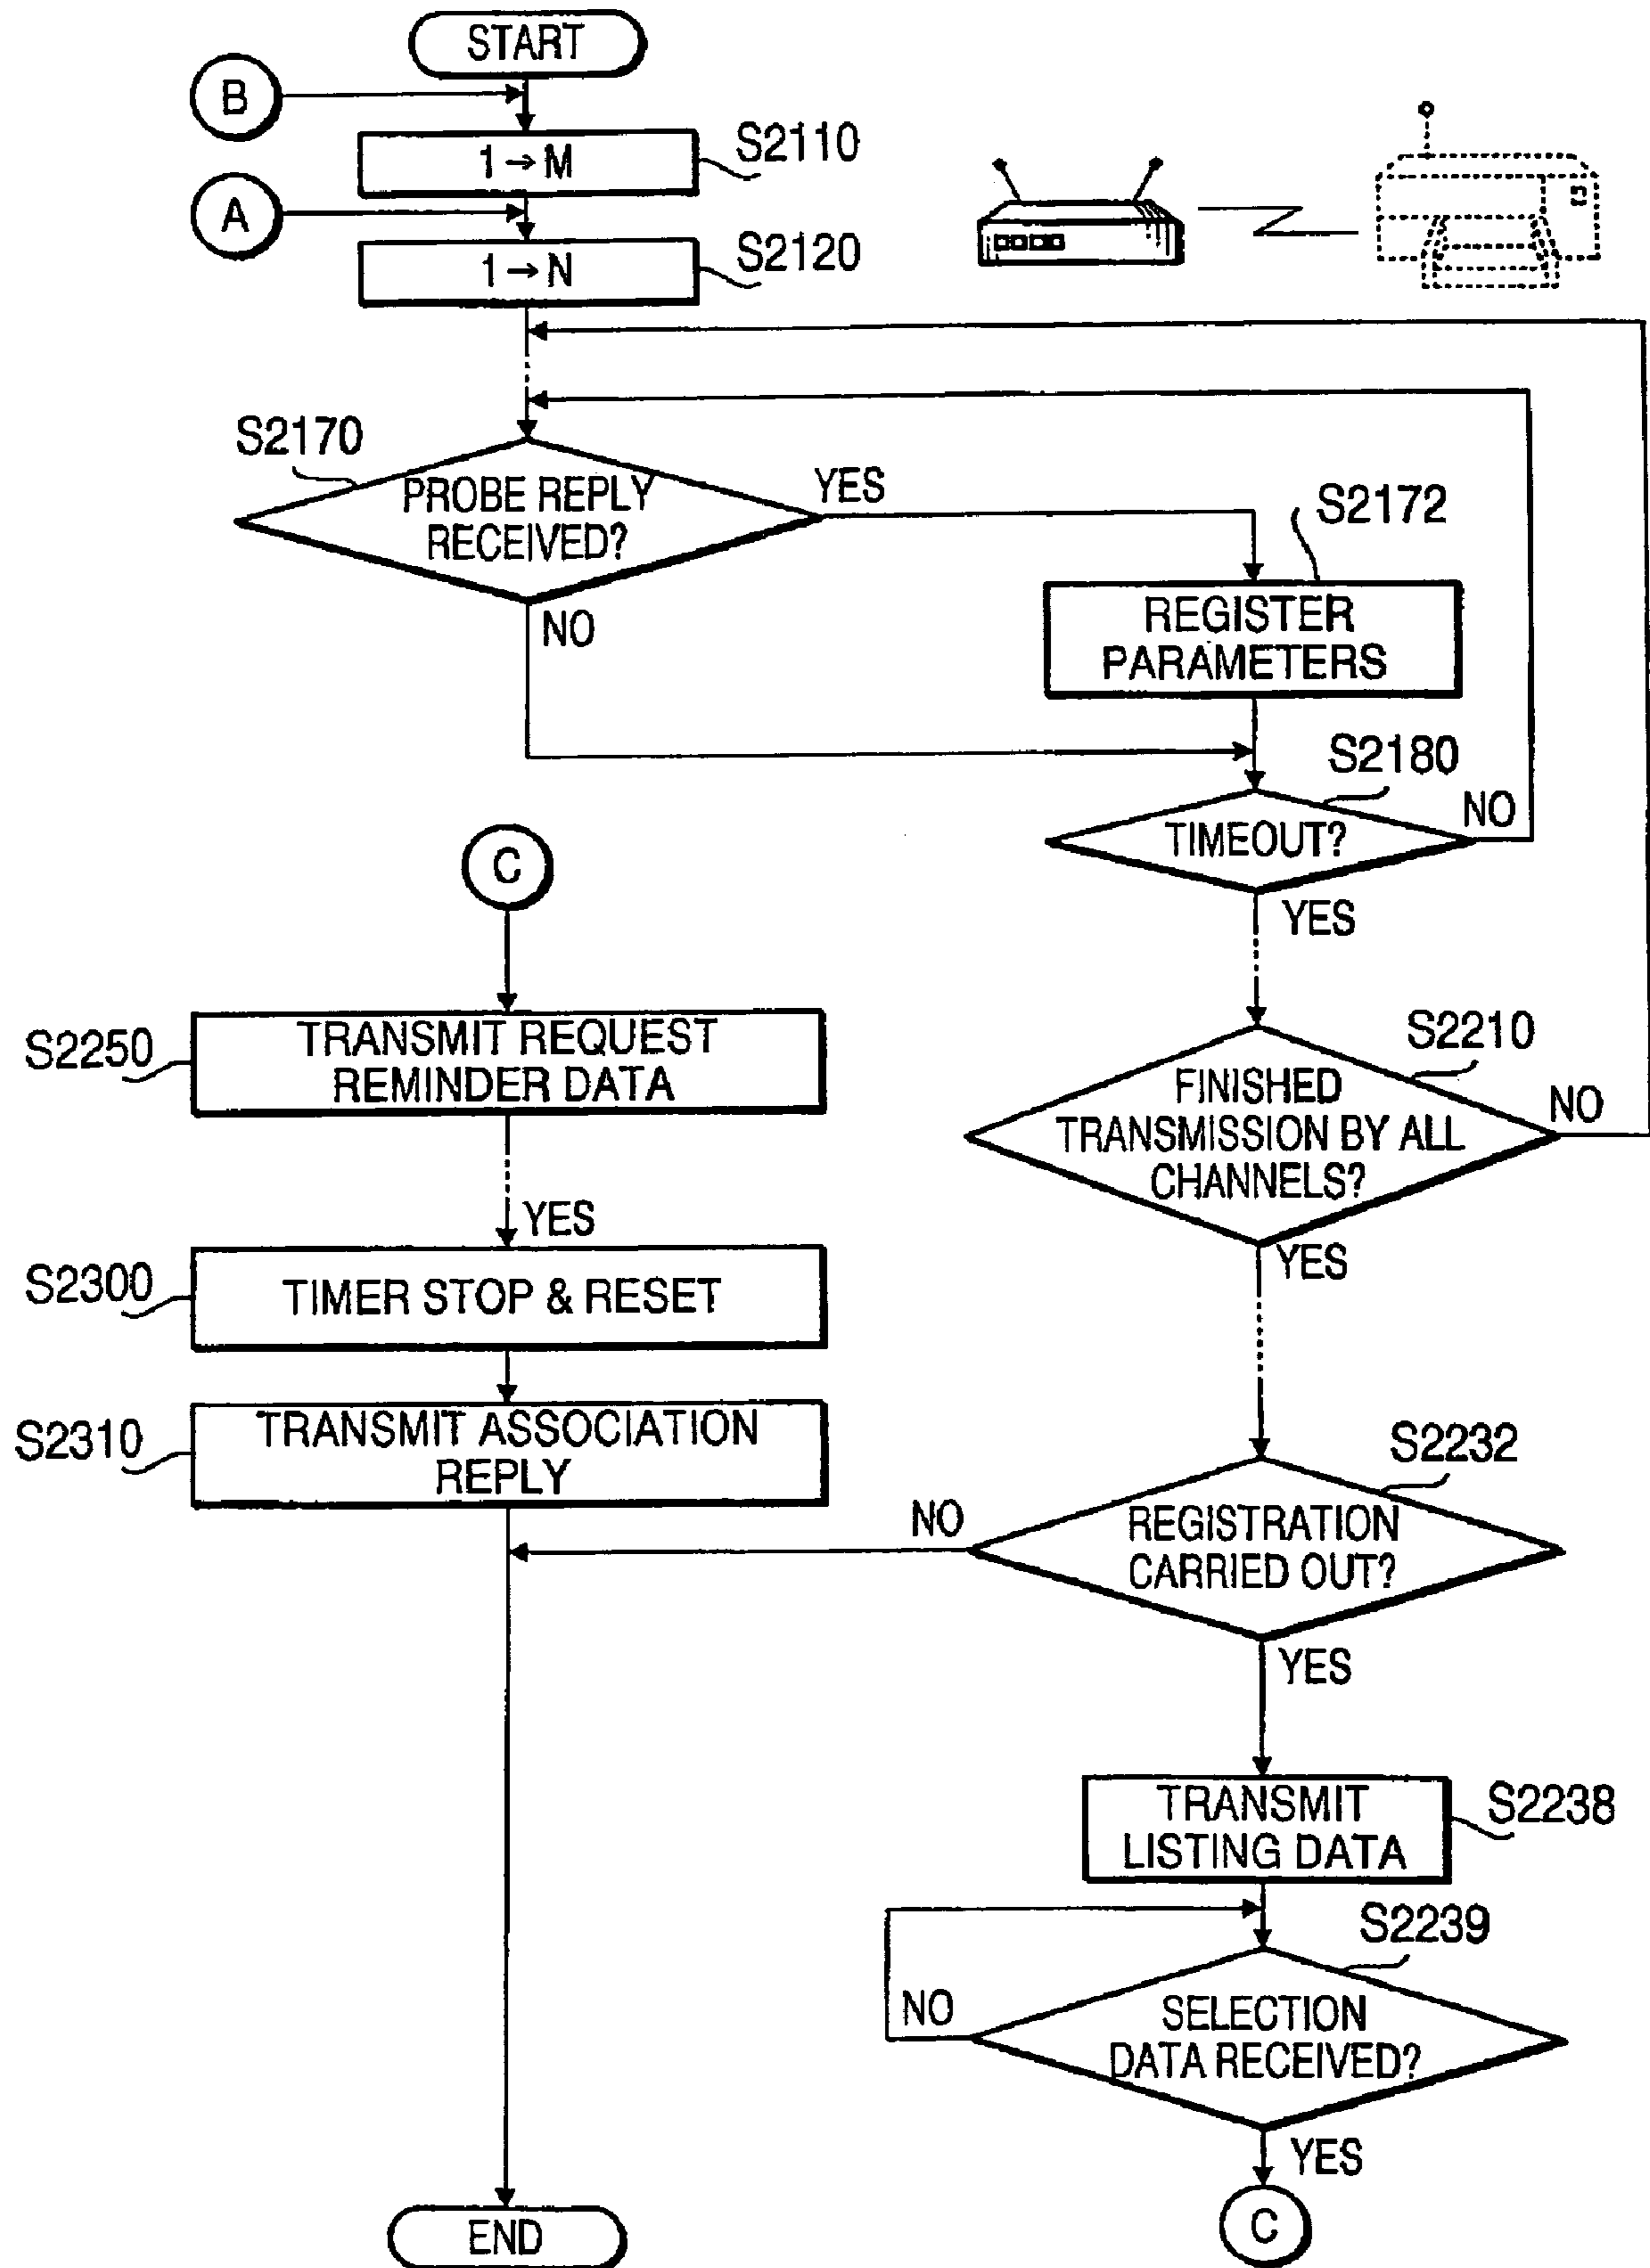 START
B
1→M
S2110
A
1→N
S2120
S2170
PROBE REPLY
RECEIVED?
YES
NO
S2172
REGISTER
PARAMETERS
S2180
TIMEOUT?
NO
YES
C
S2250
TRANSMIT REQUEST
REMINDER DATA
YES
S2300
TIMER STOP & RESET
S2310
TRANSMIT ASSOCIATION
REPLY
S2210
FINISHED
TRANSMISSION BY ALL
CHANNELS?
NO
YES
S2232
REGISTRATION
CARRIED OUT?
NO
YES
TRANSMIT
LISTING DATA
S2238
S2239
SELECTION
DATA RECEIVED?
NO
YES
C
END